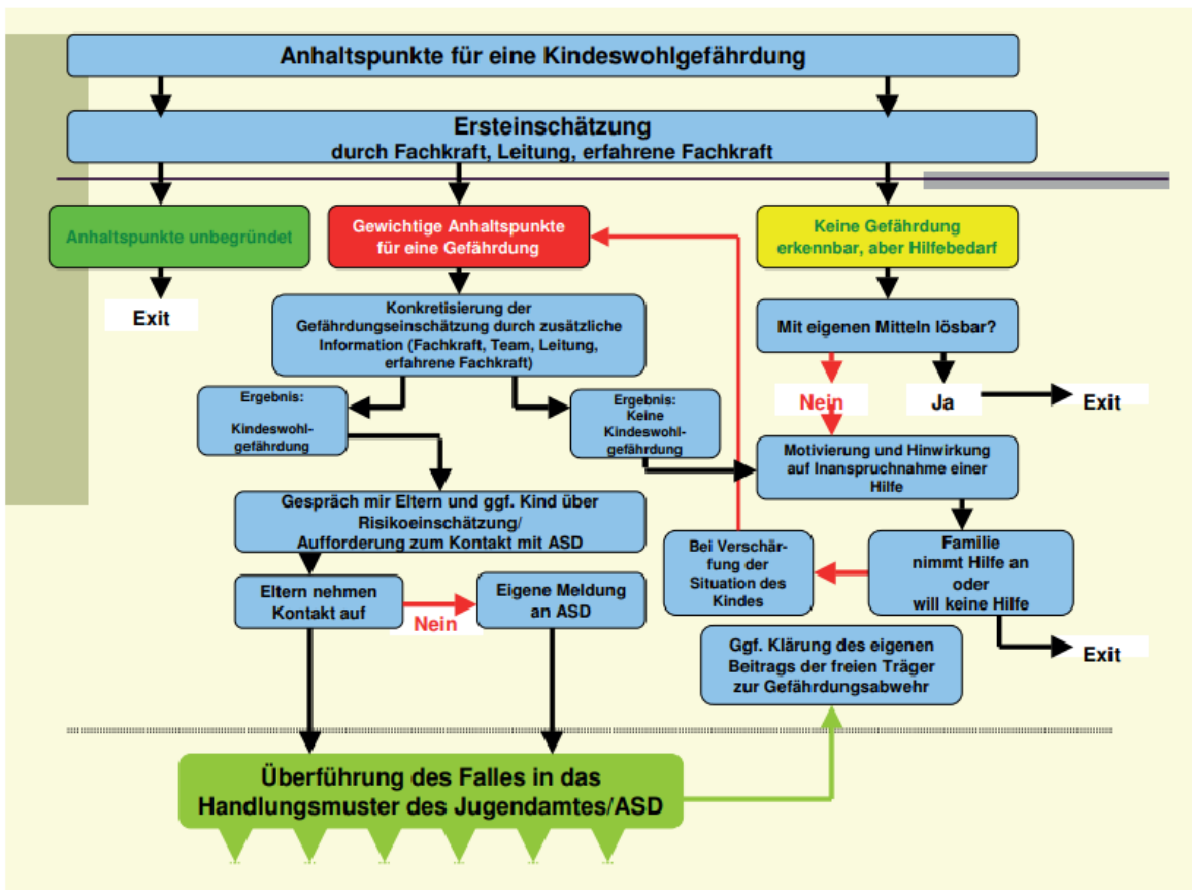 Anhaltspunkte für eine Kindeswohlgefährdung
Ersteinschätzung
durch Fachkraft, Leitung, erfahrene Fachkraft
Anhaltspunkte unbegründet
Exit
Gewichtige Anhaltspunkte
für eine Gefährdung
Keine Gefährdung
erkennbar, aber Hilfebedarf
Konkretisierung der
Gefährdungseinschätzung durch zusätzliche
Information (Fachkraft, Team, Leitung,
erfahrene Fachkraft)
Mit eigenen Mitteln lösbar?
Nein
Ja
Exit
Ergebnis:
Kindeswohl-
gefährdung
Ergebnis:
Keine
Kindeswohl-
gefährdung
Motivierung und Hinwirkung
auf Inanspruchnahme einer
Hilfe
Gespräch mir Eltern und ggf. Kind über
Risikoeinschätzung/
Aufforderung zum Kontakt mit ASD
Bei Verschär-
fung der
Situation des
Kindes
Familie
nimmt Hilfe an
oder
will keine Hilfe
Exit
Eltern nehmen
Kontakt auf
Nein
Eigene Meldung
an ASD
Ggf. Klärung des eigenen
Beitrags der freien Träger
zur Gefährdungsabwehr
Überführung des Falles in das
Handlungsmuster des Jugendamtes/ASD